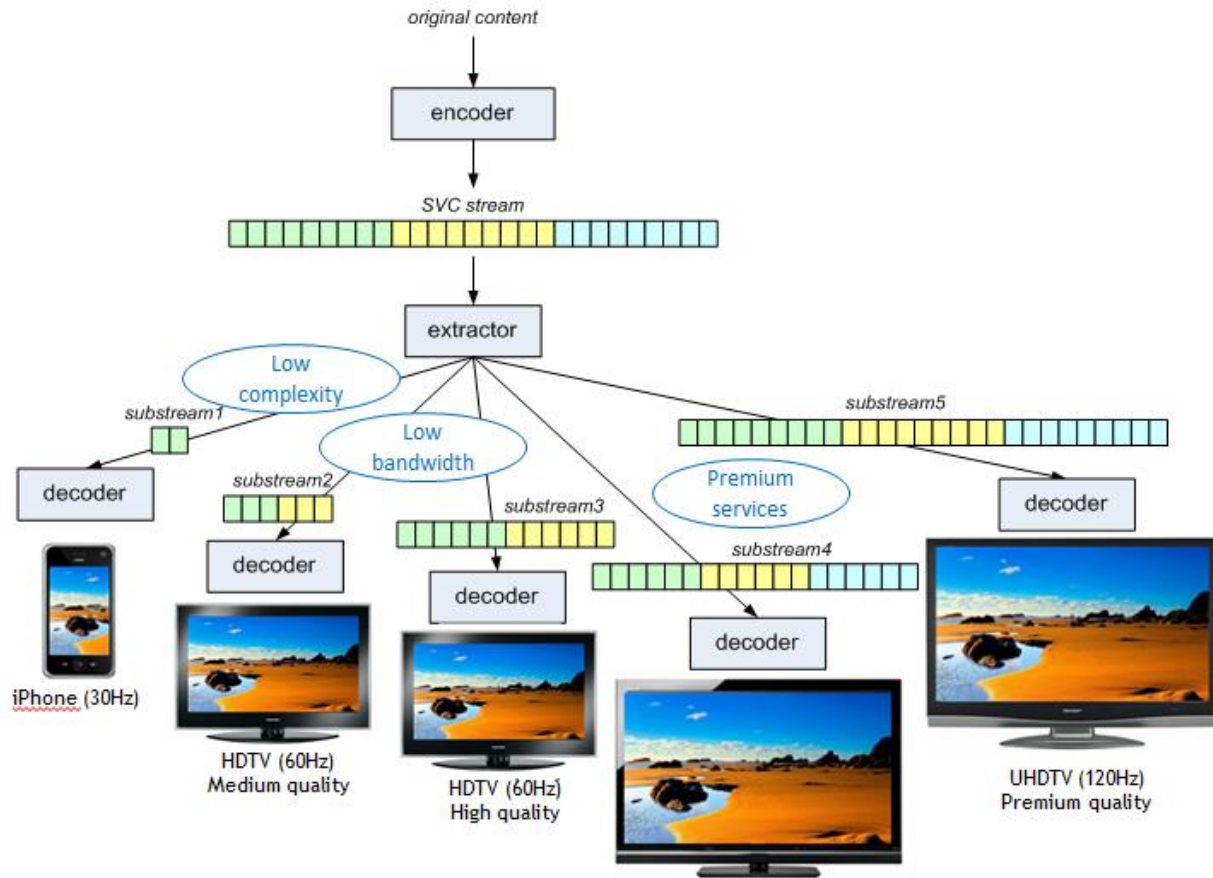 original content
encoder
SVC stream
extractor
Low
complexity
substream1
decoder
iPhone (30Hz)
Low
bandwidth
substream2
decoder
HDTV (60Hz)
Medium quality
substream3
decoder
HDTV (60Hz)
High quality
Premium
services
substream4
decoder
substream5
decoder
UHDTV (120Hz)
Premium quality